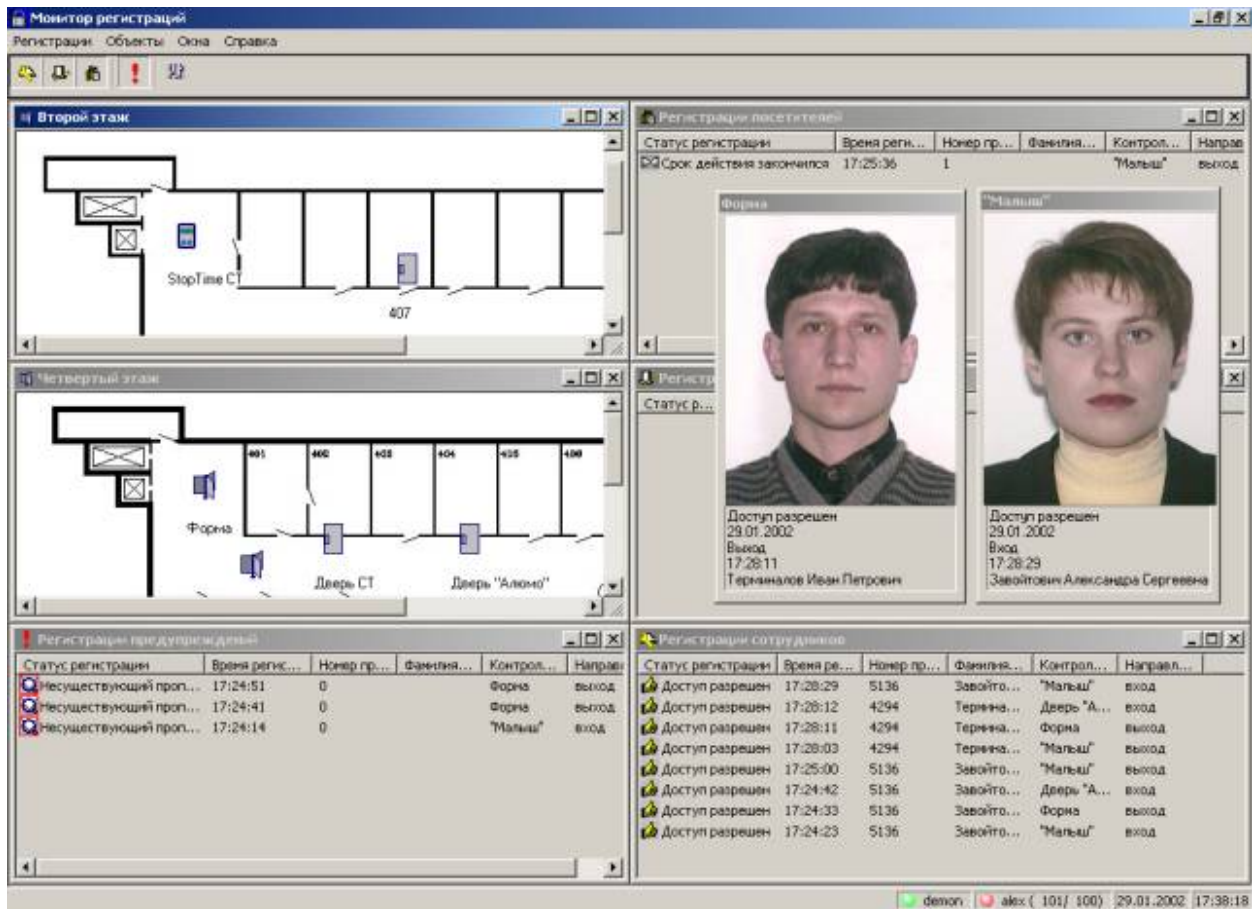 Монитор регистраций
Регистрации Объекты Окна Справка
Второй этаж
StopTime СТ
407
Регистрации посетителей
Статус регистрации Время реги... Номер пр... Фамилия... Контрол... Направ
Срок действия закончился 17:25:36 1 "Малыш" выход
Форма
Доступ разрешен
29.01.2002
Выход
17:28:11
Терминалов Иван Петрович
"Малыш"
Доступ разрешен
29.01.2002
Вход
17:28:29
Завойтович Александра Сергеевна
Четвертый этаж
401 402 403 404
Форма
Дверь СТ
Дверь "Алюмо"
Регистр
Статус р...
Регистрации предупреждений
Статус регистрации Время регис... Номер пр... Фамилия... Контрол... Направ
Несуществующий проп... 17:24:51 0 Форма выход
Несуществующий проп... 17:24:41 0 Форма выход
Несуществующий проп... 17:24:14 0 "Малыш" вход
Регистрации сотрудников
Статус регистрации Время ре... Номер пр... Фамилия... Контрол... Направл...
Доступ разрешен 17:28:29 5136 Завойто... "Малыш" вход
Доступ разрешен 17:28:12 4294 Термина... Дверь "А... вход
Доступ разрешен 17:28:11 4294 Термина... Форма выход
Доступ разрешен 17:28:03 4294 Термина... "Малыш" выход
Доступ разрешен 17:25:00 5136 Завойто... "Малыш" выход
Доступ разрешен 17:24:42 5136 Завойто... Дверь "А... вход
Доступ разрешен 17:24:33 5136 Завойто... Форма выход
Доступ разрешен 17:24:23 5136 Завойто... "Малыш" вход
demon alex ( 101/ 100) 29.01.2002 17:38:18